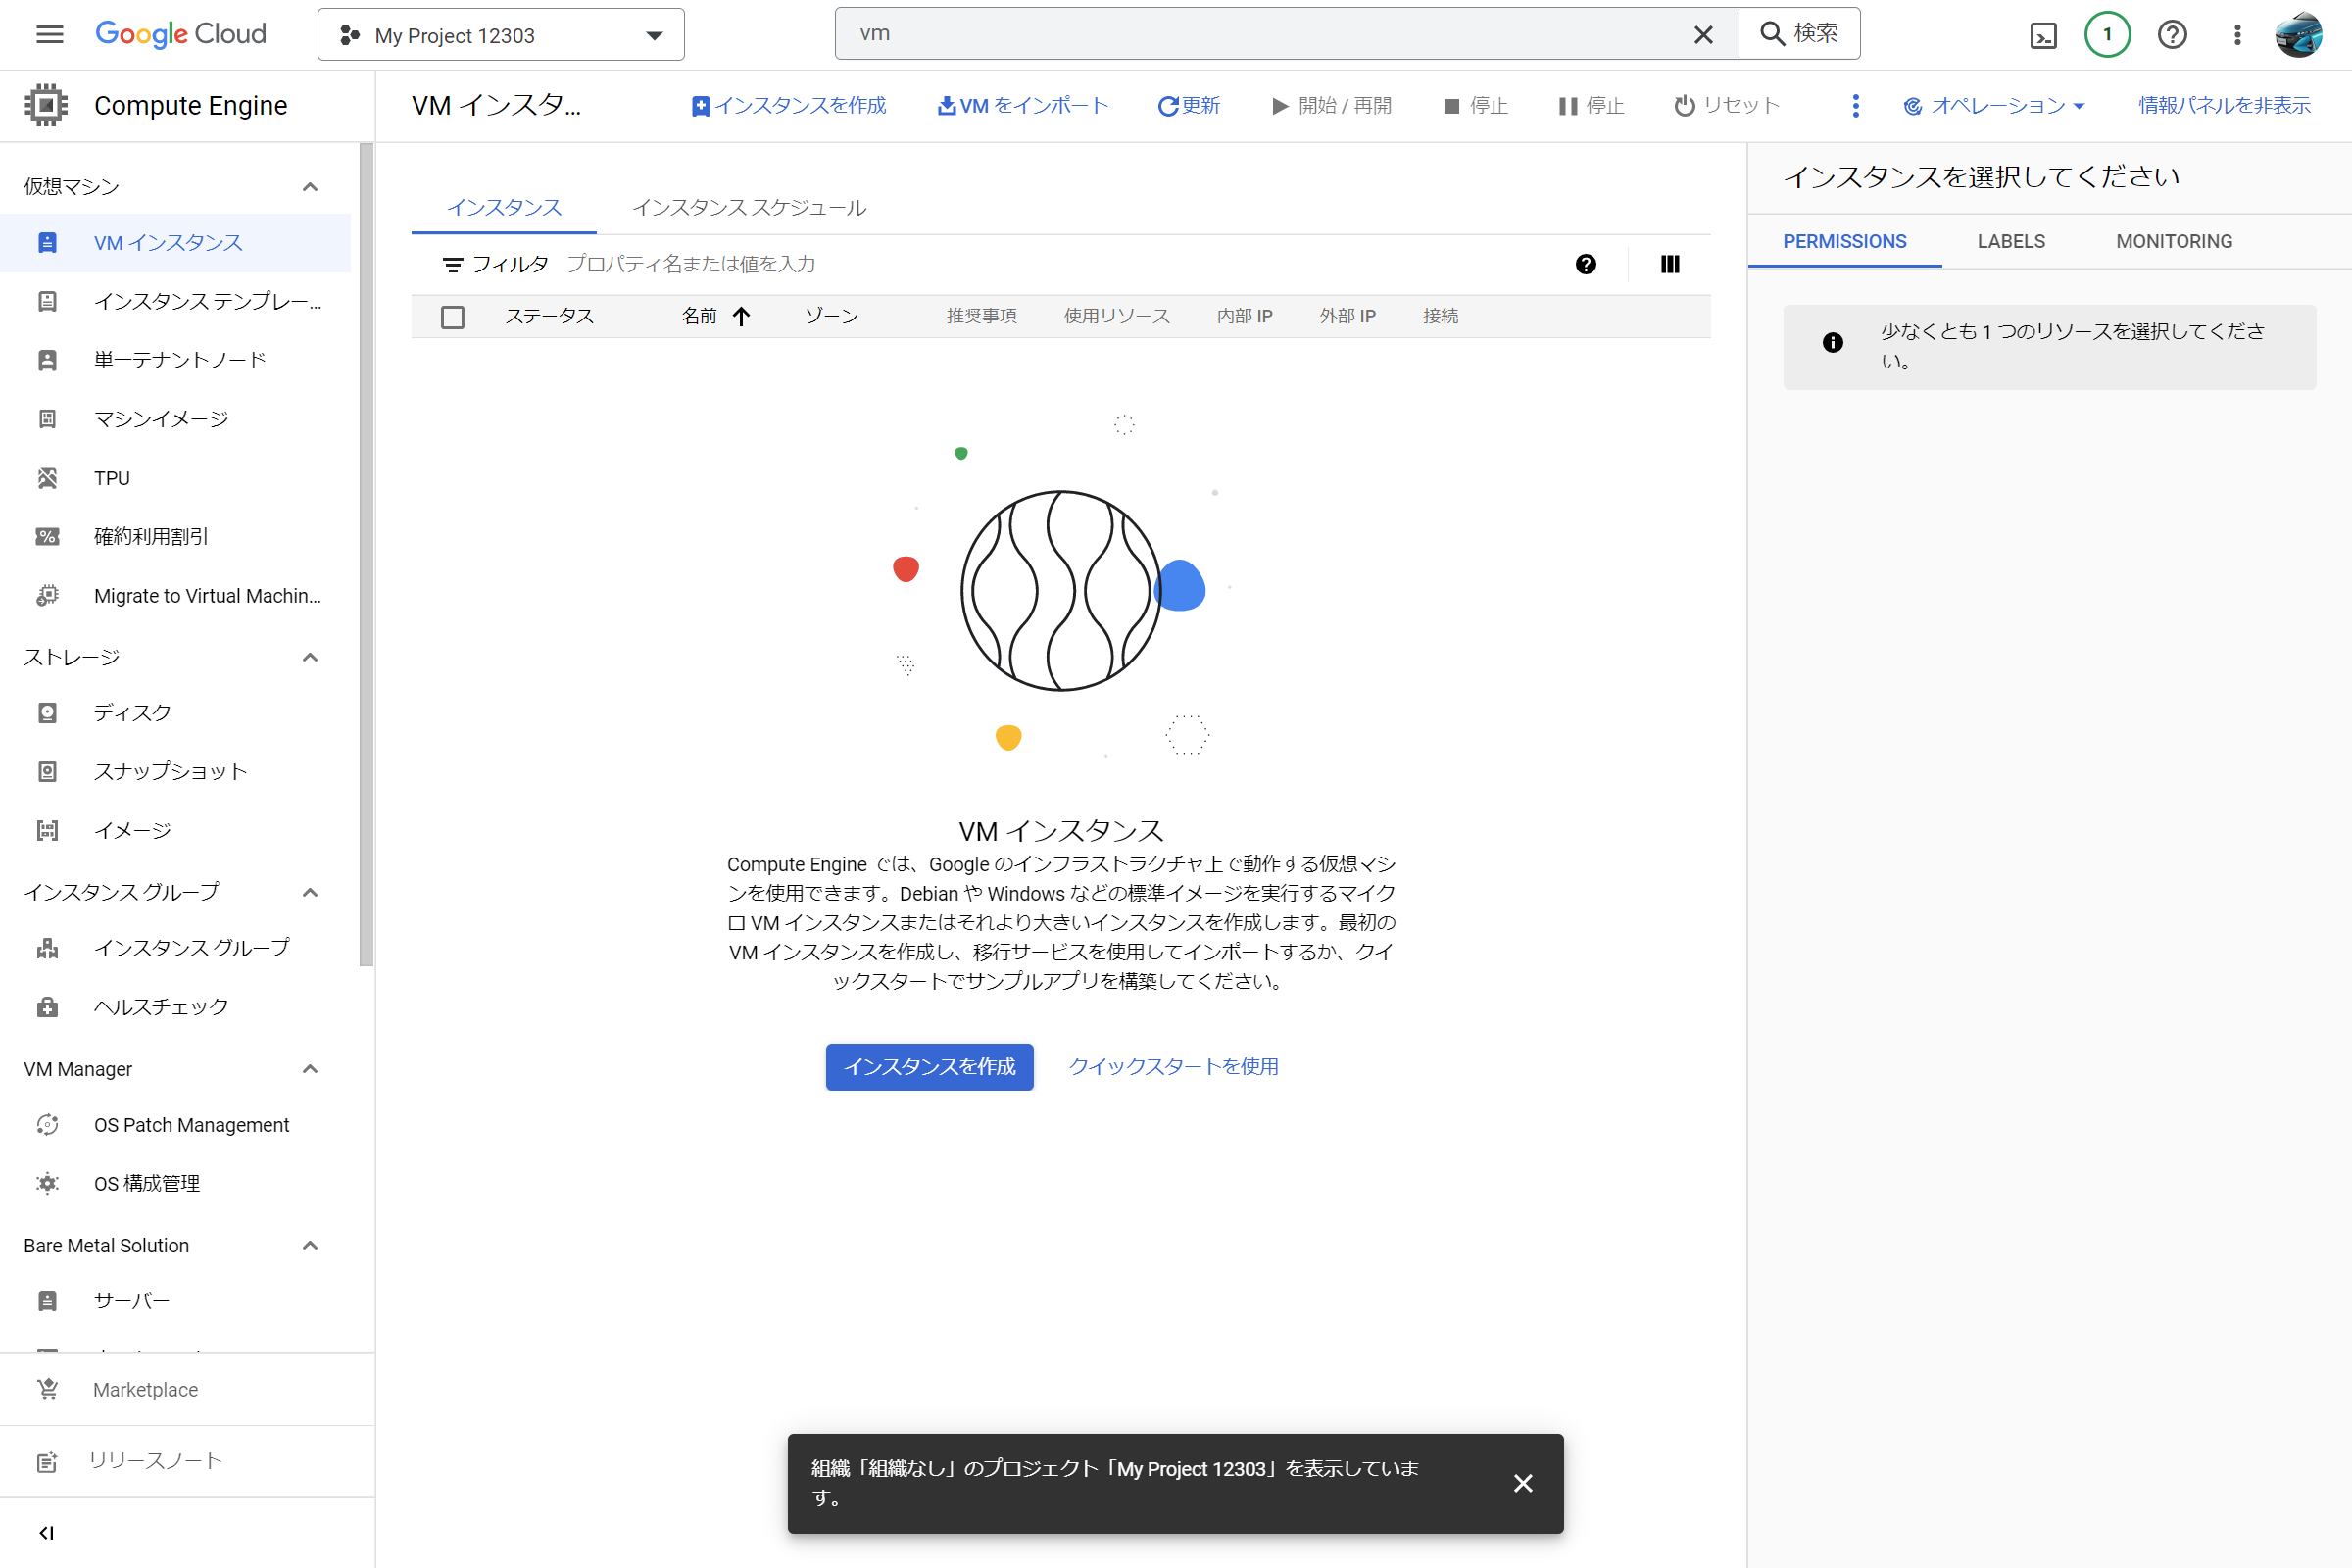 Google Cloud
My Project 12303
vm
検索
1
Compute Engine
VM インスタ...
インスタンスを作成
VM をインポート
更新
開始 / 再開
停止
停止
リセット
オペレーション
情報パネルを非表示
仮想マシン
VM インスタンス
インスタンス テンプレー...
単一テナントノード
マシンイメージ
TPU
確約利用割引
Migrate to Virtual Machin...
ストレージ
ディスク
スナップショット
イメージ
インスタンス グループ
インスタンス グループ
ヘルスチェック
VM Manager
OS Patch Management
OS 構成管理
Bare Metal Solution
サーバー
Marketplace
リリースノート
インスタンス
インスタンス スケジュール
フィルタ
プロパティ名または値を入力
ステータス
名前
ゾーン
推奨事項
使用リソース
内部 IP
外部 IP
接続
VM インスタンス
Compute Engine では、Google のインフラストラクチャ上で動作する仮想マシ
ンを使用できます。Debian や Windows などの標準イメージを実行するマイク
ロ VM インスタンスまたはそれより大きいインスタンスを作成します。最初の
VM インスタンスを作成し、移行サービスを使用してインポートするか、クイ
ックスタートでサンプルアプリを構築してください。
インスタンスを作成
クイックスタートを使用
インスタンスを選択してください
PERMISSIONS
LABELS
MONITORING
少なくとも 1 つのリソースを選択してくださ
い。
組織「組織なし」のプロジェクト「My Project 12303」を表示していま
す。